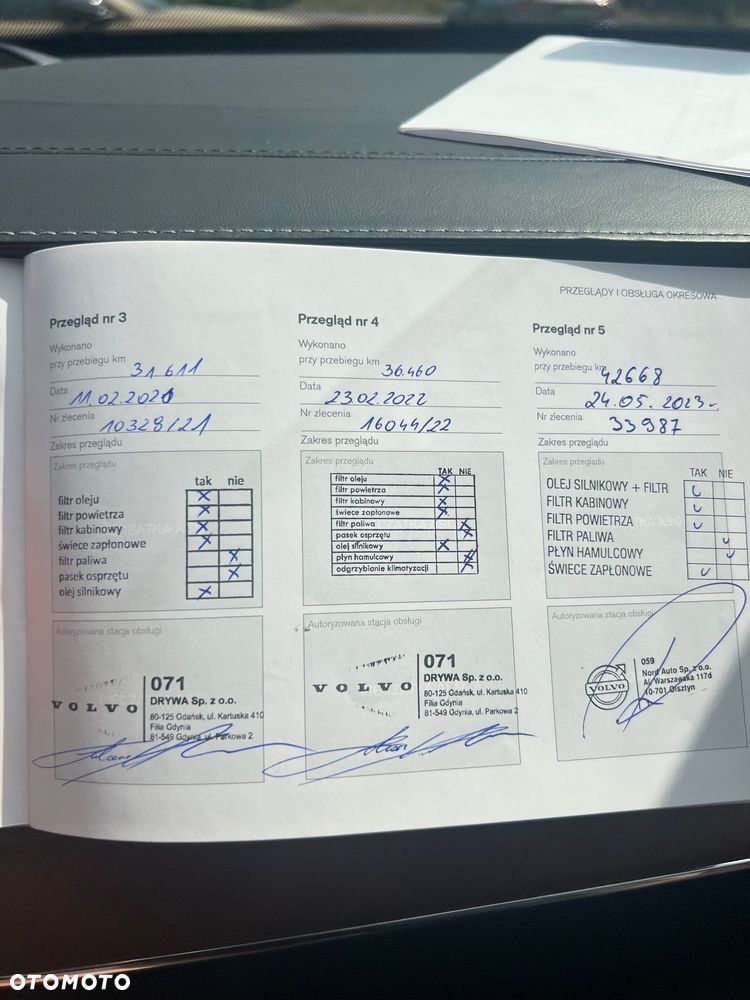 PRZEGLĄDY I OBSŁUGA OKRESOWA
Przegląd nr 3
Wykonano
przy przebiegu km 31.611
Data 11.02.2021
Nr zlecenia 10328/21
Zakres przeglądu
Zakres przeglądu
tak nie
filtr oleju x
filtr powietrza x
filtr kabinowy x
świece zapłonowe x
filtr paliwa x
pasek osprzętu x
olej silnikowy x
Autoryzowana stacja obsługi
VOLVO
071
DRYWA Sp. z o.o.
80-125 Gdańsk, ul. Kartuska 410
Filia Gdynia
81-549 Gdynia, ul. Parkowa 2
Przegląd nr 4
Wykonano
przy przebiegu km 36.460
Data 23.02.2022
Nr zlecenia 16044/22
Zakres przeglądu
Zakres przeglądu
TAK NIE
filtr oleju x
filtr powietrza x
filtr kabinowy x
świece zapłonowe x
filtr paliwa x
pasek osprzętu x
olej silnikowy x
płyn hamulcowy x
odgrzybianie klimatyzacji x
Autoryzowana stacja obsługi
VOLVO
071
DRYWA Sp. z o.o.
80-125 Gdańsk, ul. Kartuska 410
Filia Gdynia
81-549 Gdynia, ul. Parkowa 2
Przegląd nr 5
Wykonano
przy przebiegu km 42668
Data 24.05.2023r.
Nr zlecenia 33987
Zakres przeglądu
Zakres przeglądu
TAK NIE
OLEJ SILNIKOWY + FILTR
FILTR KABINOWY
FILTR POWIETRZA
FILTR PALIWA
PŁYN HAMULCOWY
ŚWIECE ZAPŁONOWE
Autoryzowana stacja obsługi
VOLVO
059
Nord Auto Sp. z o.o.
Al. Warszawska 117d
10-701 Olsztyn
OTOMOTO